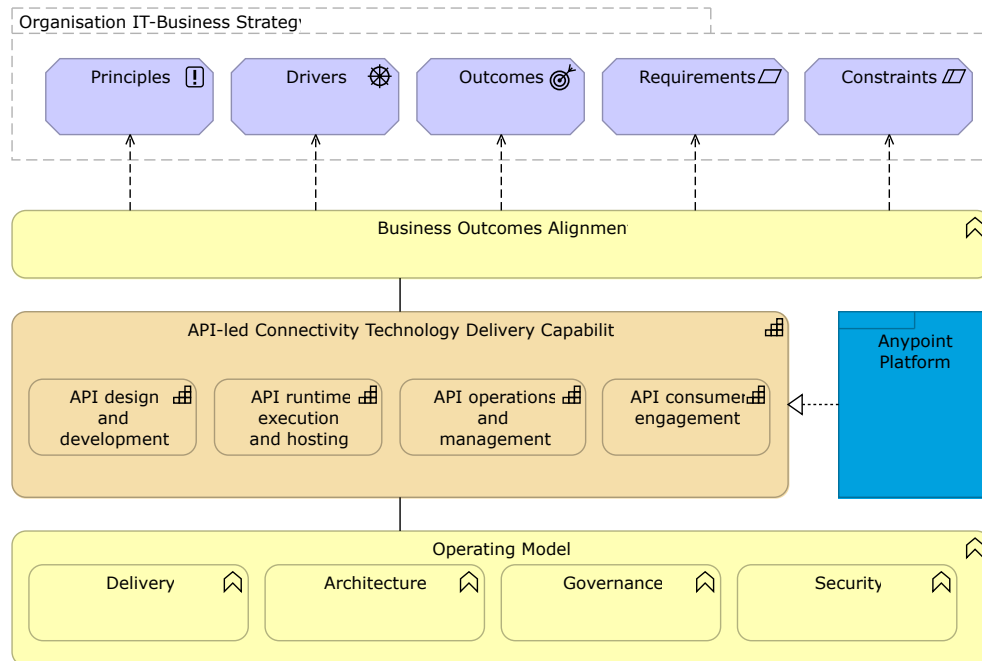 Organisation IT-Business Strategy
Principles
Drivers
Outcomes
Requirements
Constraints
Business Outcomes Alignmen
API-led Connectivity Technology Delivery Capabilit
Anypoint
Platform
API design
and
development
API runtime
execution
and hosting
API operations
and
management
API consumer
engagement
Operating Model
Delivery
Architecture
Governance
Security